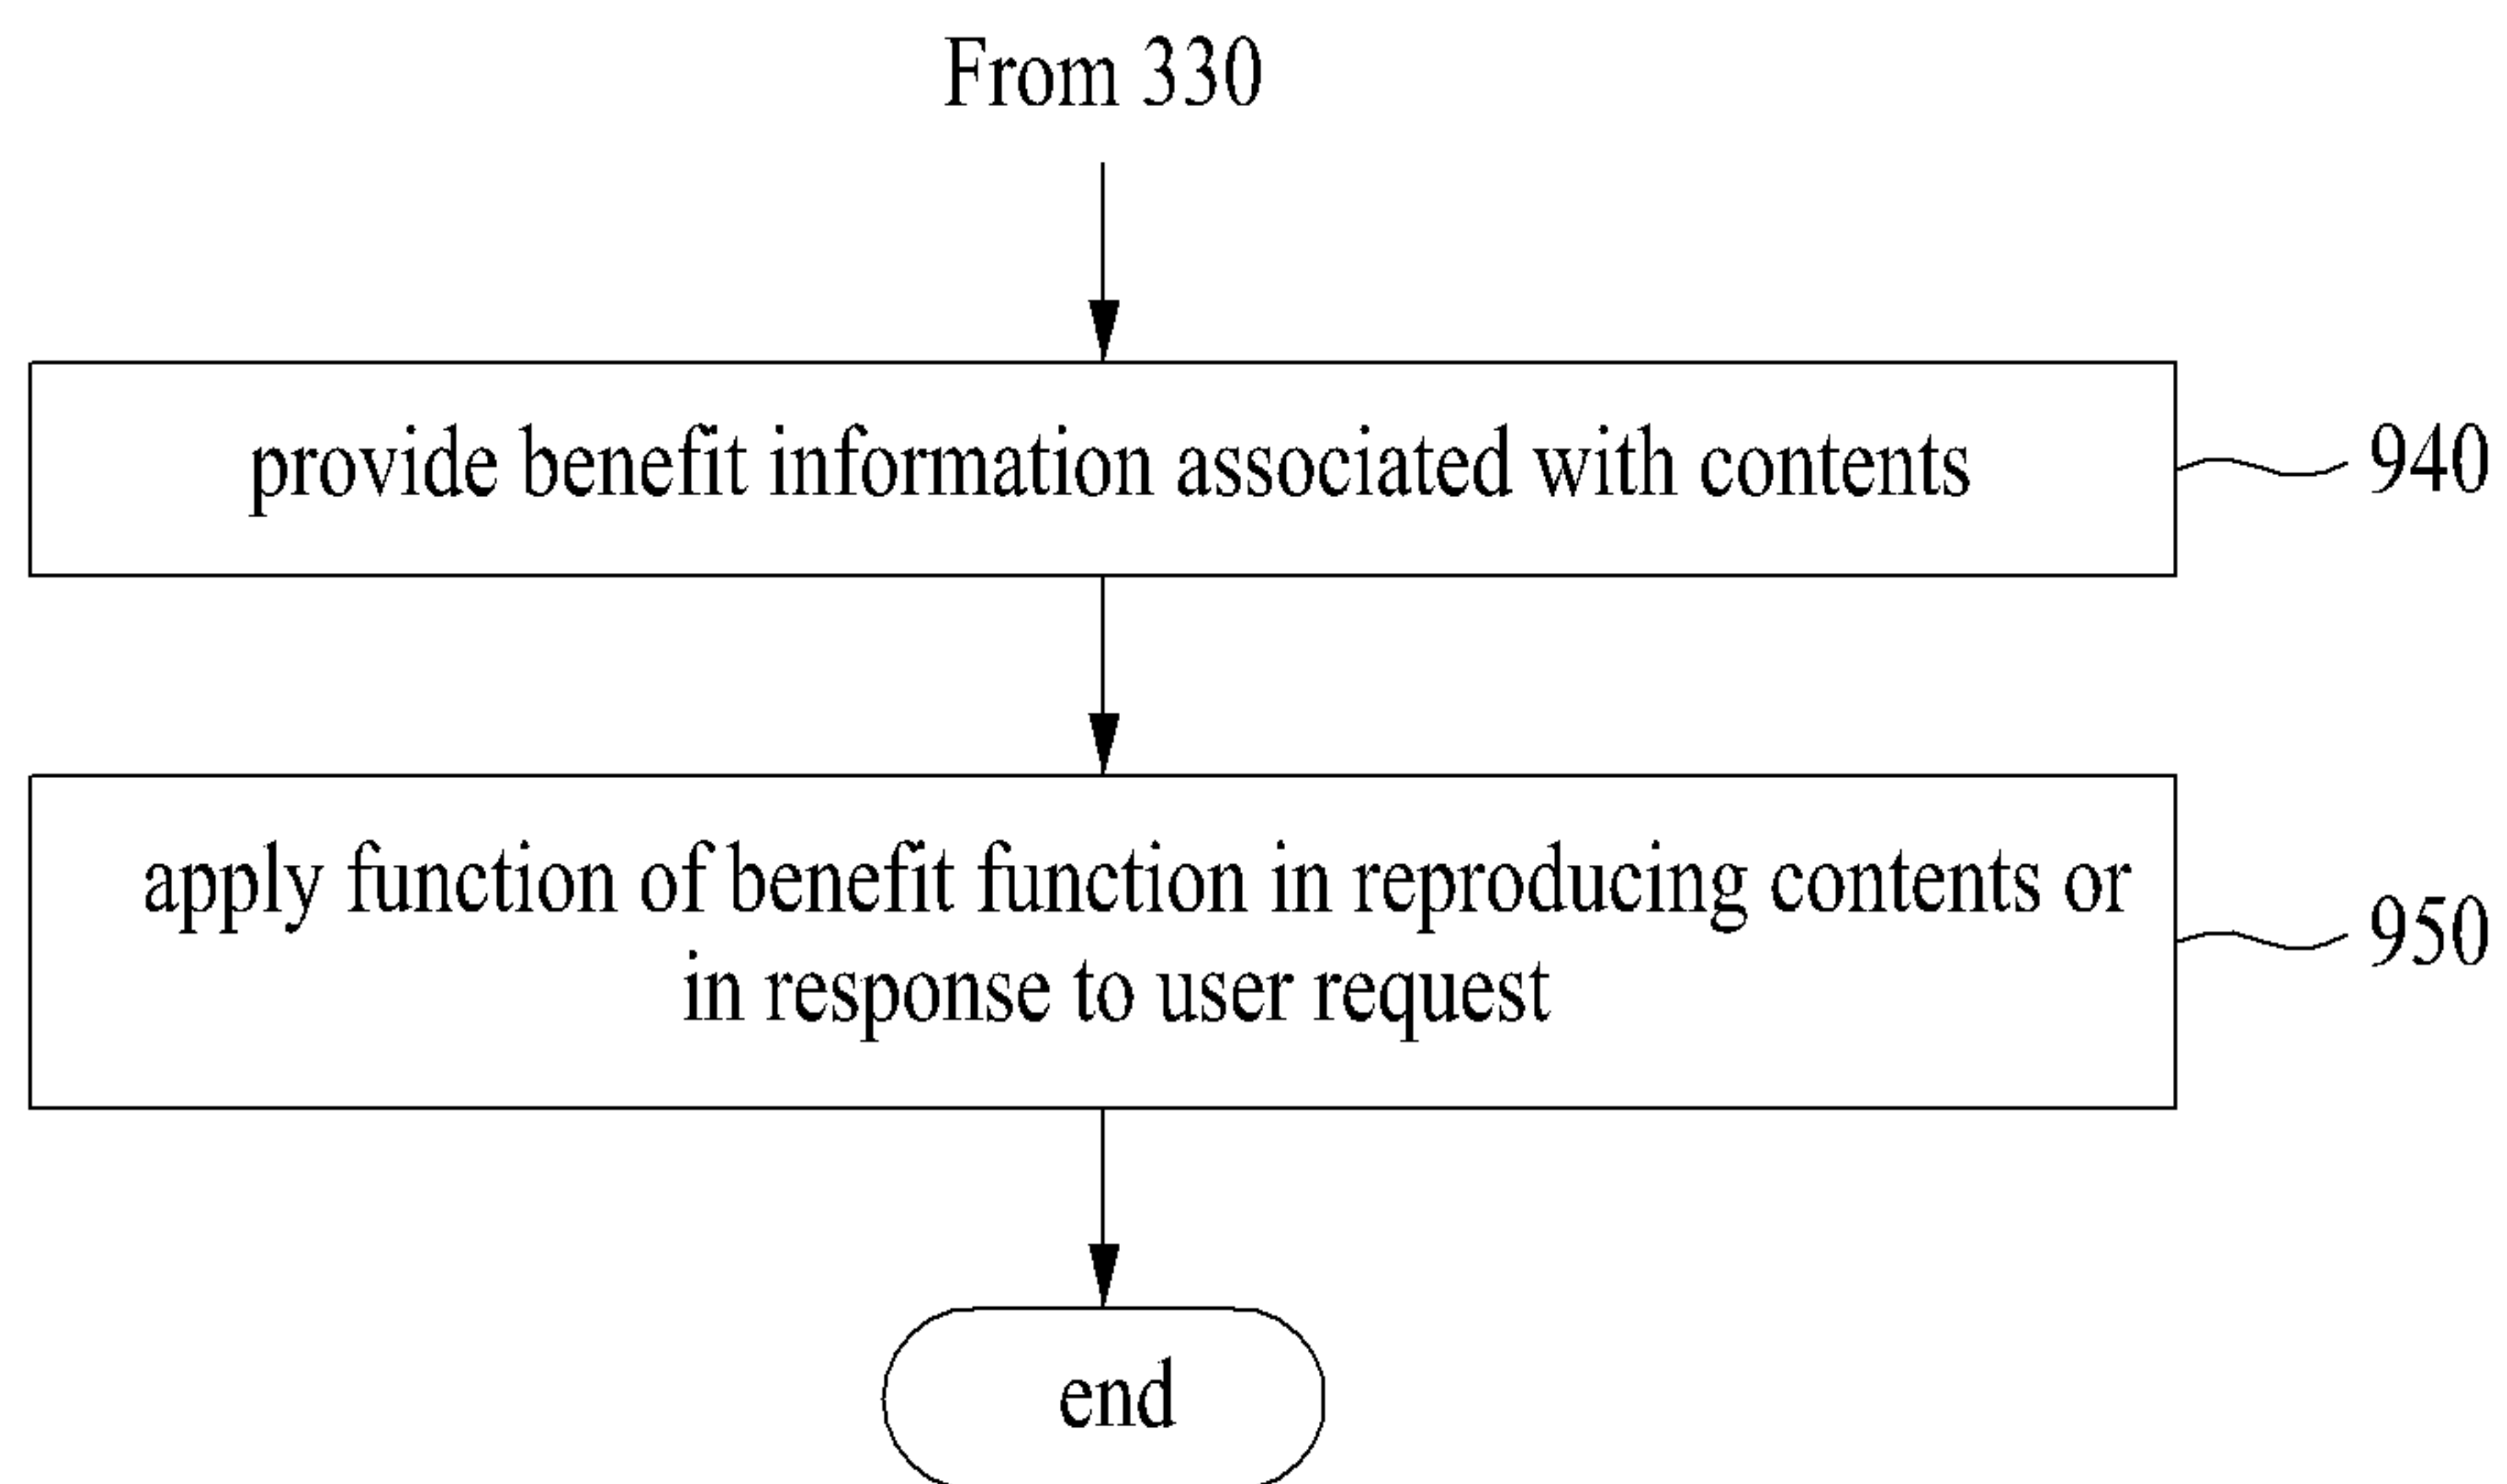 From 330
provide benefit information associated with contents
940
apply function of benefit function in reproducing contents or
in response to user request
950
end